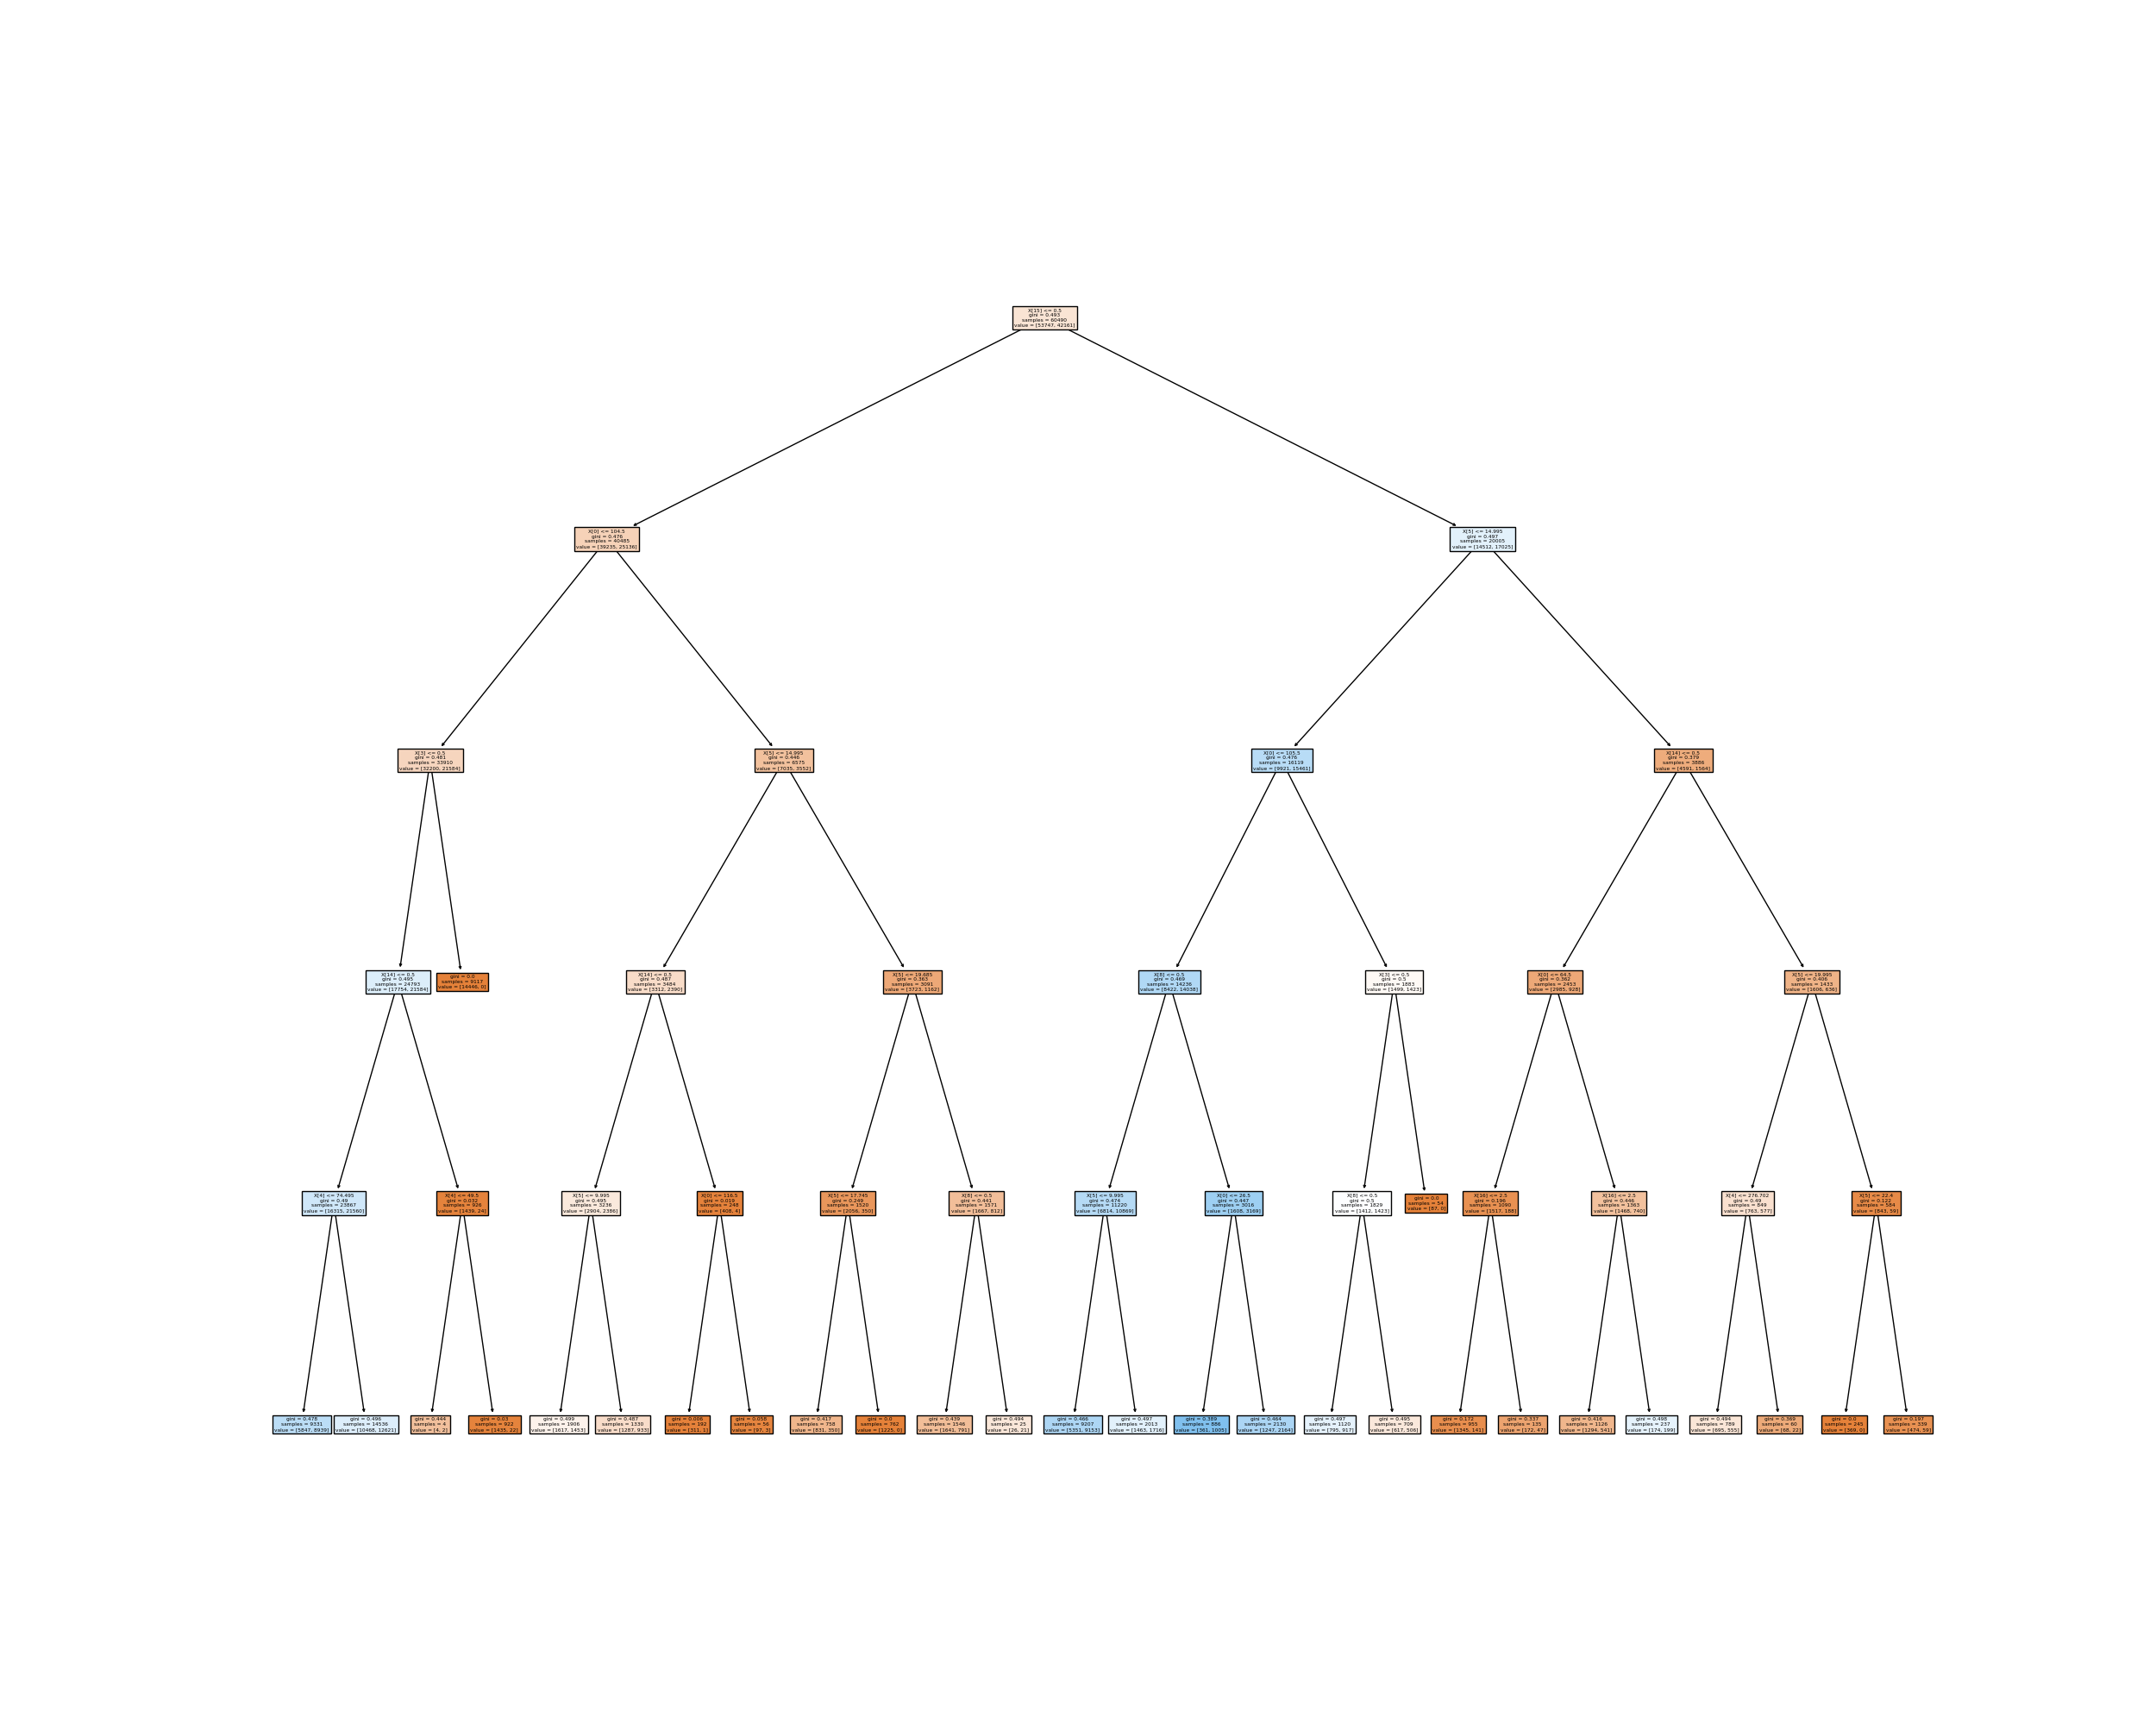 X[15] <= 0.5
gini = 0.493
samples = 60490
value = [53747, 42161]
X[0] <= 104.5
gini = 0.476
samples = 40485
value = [39235, 25136]
X[5] <= 14.995
gini = 0.497
samples = 20005
value = [14512, 17025]
X[3] <= 0.5
gini = 0.481
samples = 33910
value = [32200, 21584]
X[5] <= 14.995
gini = 0.446
samples = 6575
value = [7035, 3552]
X[0] <= 105.5
gini = 0.476
samples = 16119
value = [9921, 15461]
X[14] <= 0.5
gini = 0.379
samples = 3886
value = [4591, 1564]
X[14] <= 0.5
gini = 0.495
samples = 24793
value = [17754, 21584]
gini = 0.0
samples = 9117
value = [14446, 0]
X[14] <= 0.5
gini = 0.487
samples = 3484
value = [3312, 2390]
X[5] <= 19.685
gini = 0.363
samples = 3091
value = [3723, 1162]
X[8] <= 0.5
gini = 0.469
samples = 14236
value = [8422, 14038]
X[3] <= 0.5
gini = 0.5
samples = 1883
value = [1499, 1423]
X[0] <= 64.5
gini = 0.362
samples = 2453
value = [2985, 928]
X[5] <= 19.995
gini = 0.406
samples = 1433
value = [1606, 636]
X[4] <= 74.495
gini = 0.49
samples = 23867
value = [16315, 21560]
X[4] <= 49.5
gini = 0.032
samples = 926
value = [1439, 24]
X[5] <= 9.995
gini = 0.495
samples = 3236
value = [2904, 2386]
X[0] <= 118.5
gini = 0.019
samples = 248
value = [408, 4]
X[5] <= 17.745
gini = 0.249
samples = 1520
value = [2056, 350]
X[8] <= 0.5
gini = 0.441
samples = 1571
value = [1667, 812]
X[5] <= 9.995
gini = 0.474
samples = 11220
value = [6814, 10869]
X[0] <= 26.5
gini = 0.447
samples = 3016
value = [1608, 3169]
X[8] <= 0.5
gini = 0.5
samples = 1829
value = [1412, 1423]
gini = 0.0
samples = 54
value = [87, 0]
X[16] <= 2.5
gini = 0.196
samples = 1090
value = [1517, 188]
X[16] <= 2.5
gini = 0.446
samples = 1363
value = [1468, 740]
X[4] <= 276.702
gini = 0.49
samples = 849
value = [763, 577]
X[5] <= 22.4
gini = 0.122
samples = 584
value = [843, 59]
gini = 0.478
samples = 9331
value = [5847, 8939]
gini = 0.496
samples = 14536
value = [10468, 12621]
gini = 0.444
samples = 4
value = [4, 2]
gini = 0.03
samples = 922
value = [1435, 22]
gini = 0.499
samples = 1906
value = [1617, 1453]
gini = 0.487
samples = 1330
value = [1287, 933]
gini = 0.006
samples = 192
value = [311, 1]
gini = 0.058
samples = 56
value = [97, 3]
gini = 0.417
samples = 758
value = [831, 350]
gini = 0.0
samples = 762
value = [1225, 0]
gini = 0.439
samples = 1546
value = [1641, 791]
gini = 0.494
samples = 25
value = [26, 21]
gini = 0.466
samples = 9207
value = [5351, 9153]
gini = 0.497
samples = 2013
value = [1463, 1716]
gini = 0.389
samples = 886
value = [361, 1005]
gini = 0.464
samples = 2130
value = [1247, 2164]
gini = 0.497
samples = 1120
value = [795, 917]
gini = 0.495
samples = 709
value = [617, 506]
gini = 0.172
samples = 955
value = [1345, 141]
gini = 0.337
samples = 135
value = [172, 47]
gini = 0.416
samples = 1126
value = [1294, 541]
gini = 0.498
samples = 237
value = [174, 199]
gini = 0.494
samples = 789
value = [695, 555]
gini = 0.369
samples = 60
value = [68, 22]
gini = 0.0
samples = 245
value = [369, 0]
gini = 0.197
samples = 339
value = [474, 59]